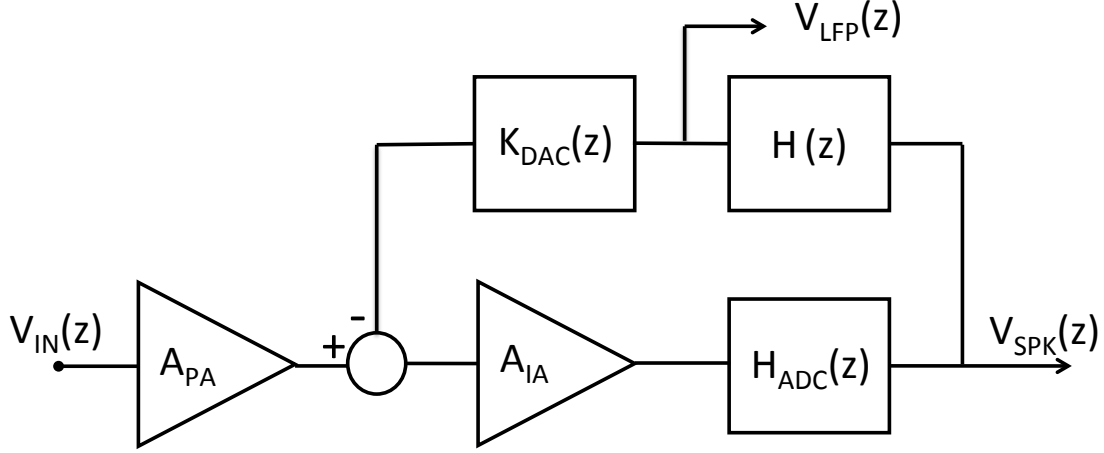 V_LFP(z)
K_DAC(z)
H (z)
-
+
V_IN(z)
A_PA
A_IA
H_ADC(z)
V_SPK(z)